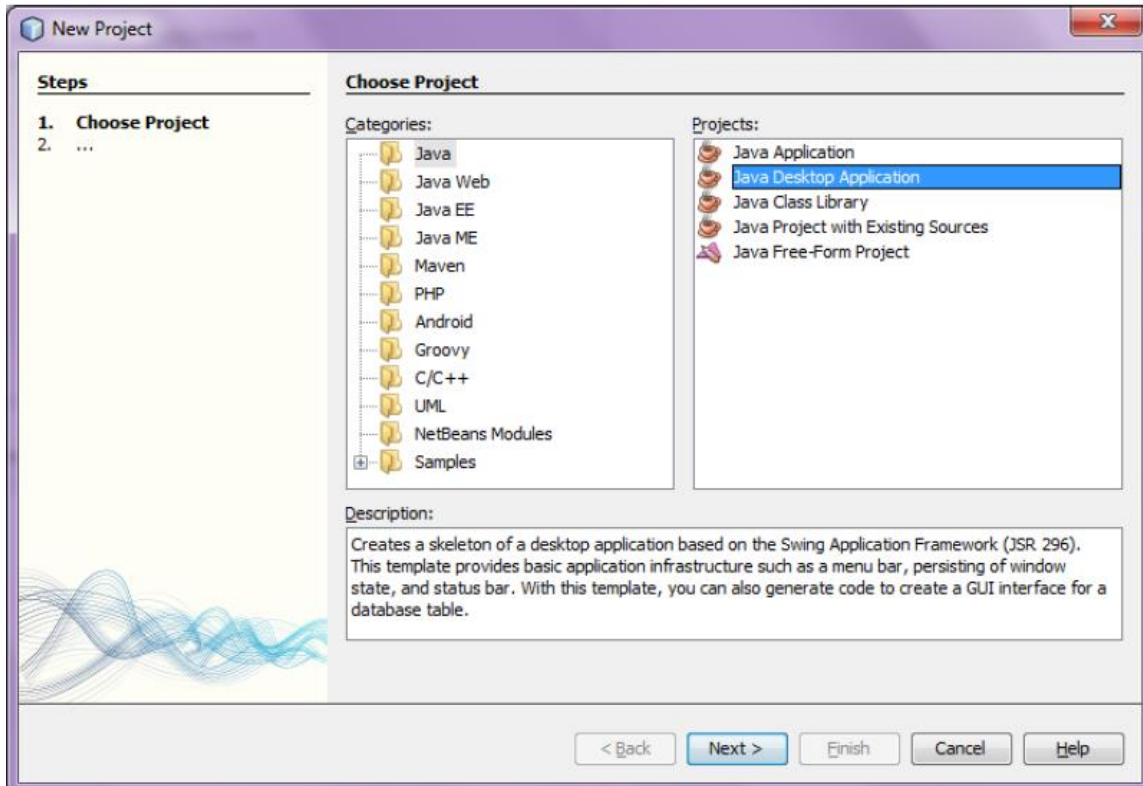 New Project
Steps
1. Choose Project
2. ...
Choose Project
Categories:
Java
Java Web
Java EE
Java ME
Maven
PHP
Android
Groovy
C/C++
UML
NetBeans Modules
Samples
Projects:
Java Application
Java Desktop Application
Java Class Library
Java Project with Existing Sources
Java Free-Form Project
Description:
Creates a skeleton of a desktop application based on the Swing Application Framework (JSR 296).
This template provides basic application infrastructure such as a menu bar, persisting of window
state, and status bar. With this template, you can also generate code to create a GUI interface for a
database table.
< Back
Next >
Finish
Cancel
Help